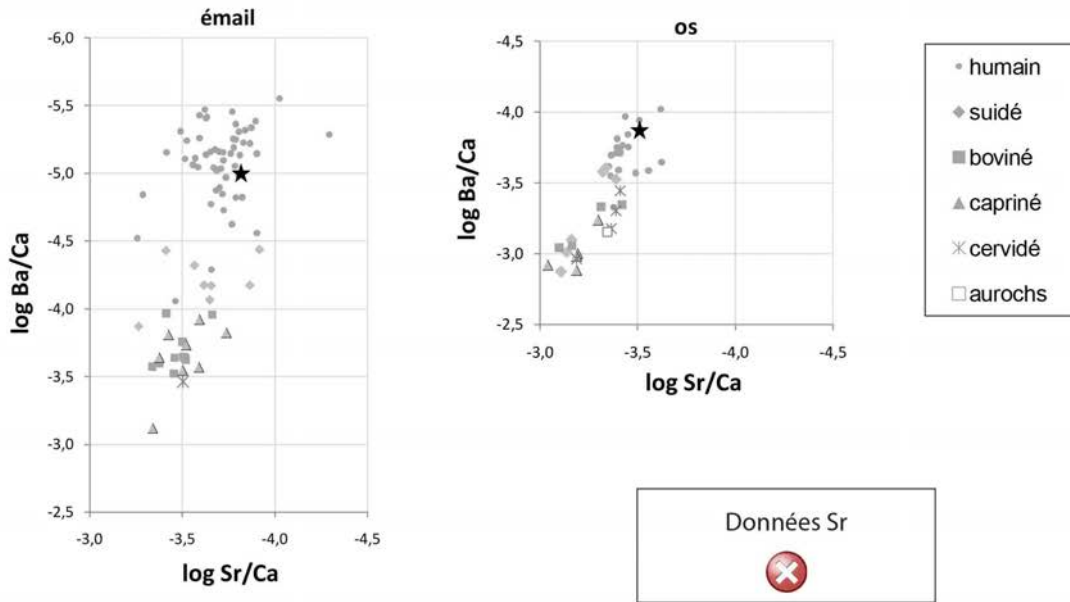 émail
-6,0
-5,5
-5,0
-4,5
-4,0
-3,5
-3,0
-2,5
log Ba/Ca
-3,0 -3,5 -4,0 -4,5
log Sr/Ca
os
-4,5
-4,0
-3,5
-3,0
-2,5
log Ba/Ca
-3,0 -3,5 -4,0 -4,5
log Sr/Ca
humain
suidé
boviné
capriné
cervidé
aurochs
Données Sr